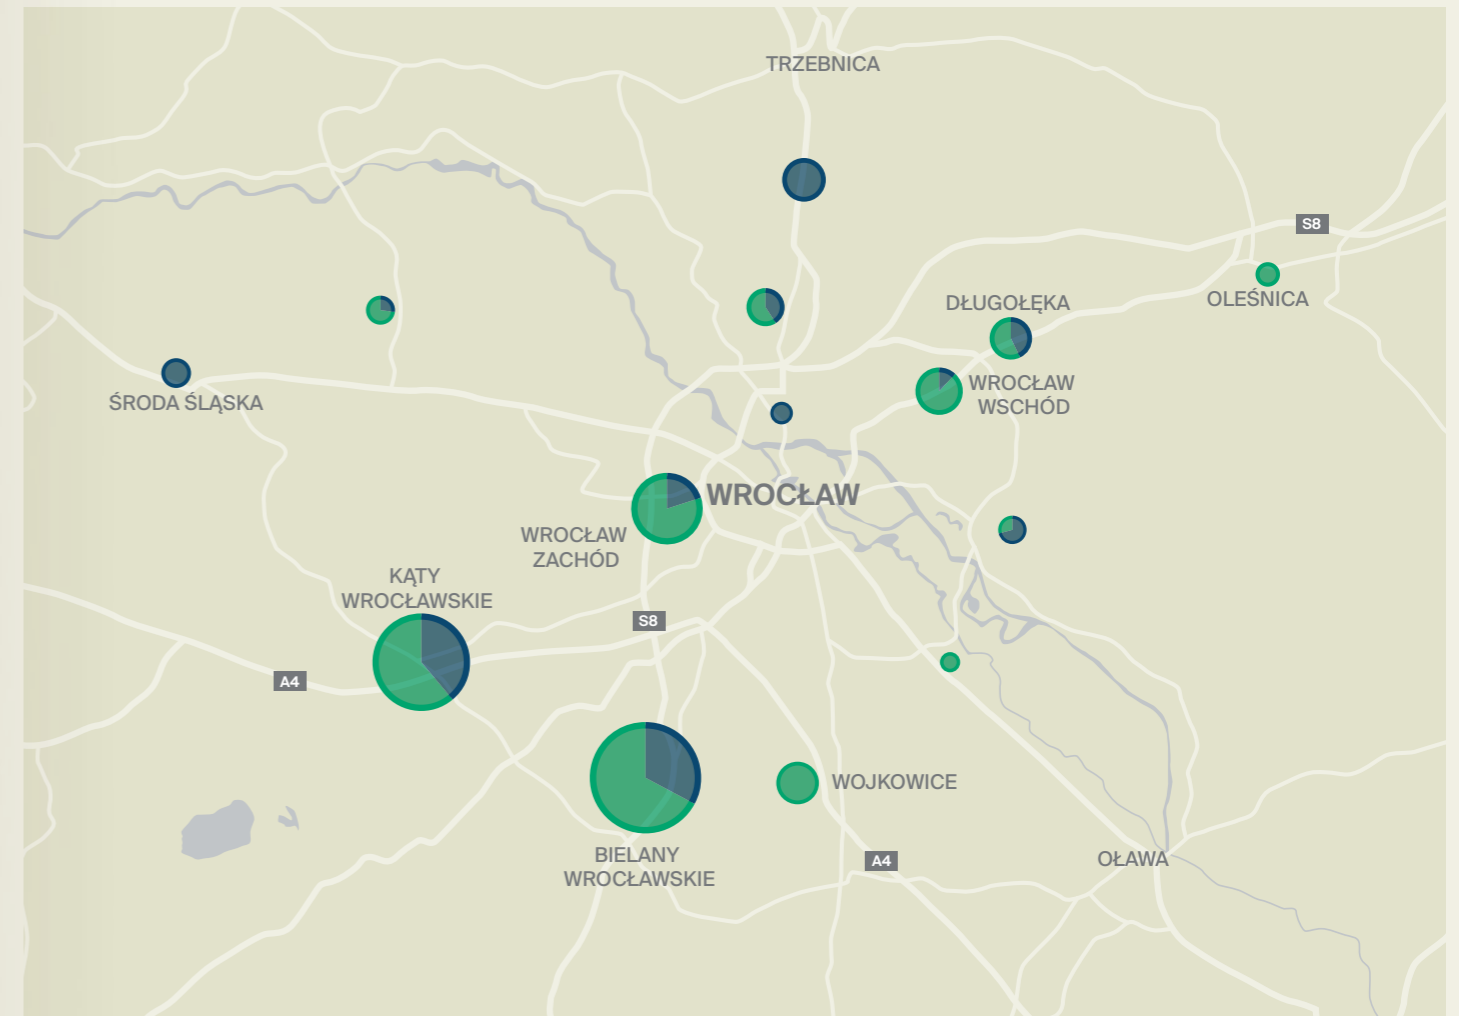 TRZEBNICA
S8
OLEŚNICA
DŁUGOŁĘKA
WROCŁAW
WSCHÓD
ŚRODA ŚLĄSKA
WROCŁAW
WROCŁAW
ZACHÓD
KĄTY
WROCŁAWSKIE
S8
A4
WOJKOWICE
BIELANY
WROCŁAWSKIE
A4
OŁAWA